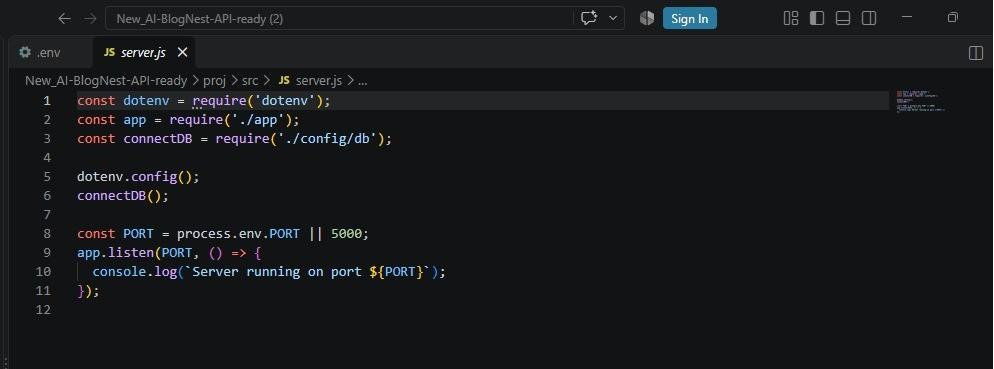 New_AI-BlogNest-API-ready (2)
Sign In
.env
JS server.js
New_AI-BlogNest-API-ready > proj > src > JS server.js > ...
1 const dotenv = require('dotenv');
2 const app = require('./app');
3 const connectDB = require('./config/db');
4
5 dotenv.config();
6 connectDB();
7
8 const PORT = process.env.PORT || 5000;
9 app.listen(PORT, () => {
10   console.log(`Server running on port ${PORT}`);
11 });
12